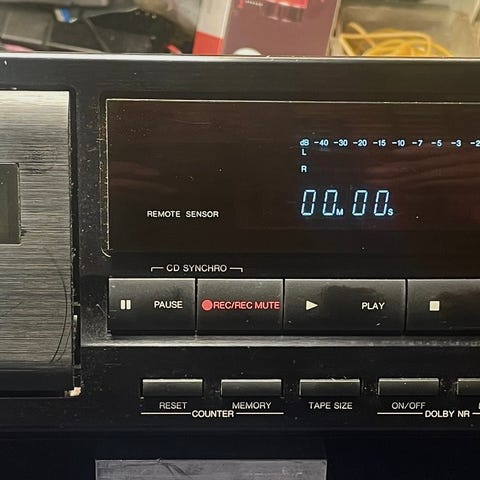 dB -40 -30 -20 -15 -10 -7 -5 -3 -2
L
R
00M 00S
REMOTE SENSOR
CD SYNCHRO
PAUSE REC/REC MUTE PLAY
RESET MEMORY TAPE SIZE ON/OFF
COUNTER DOLBY NR